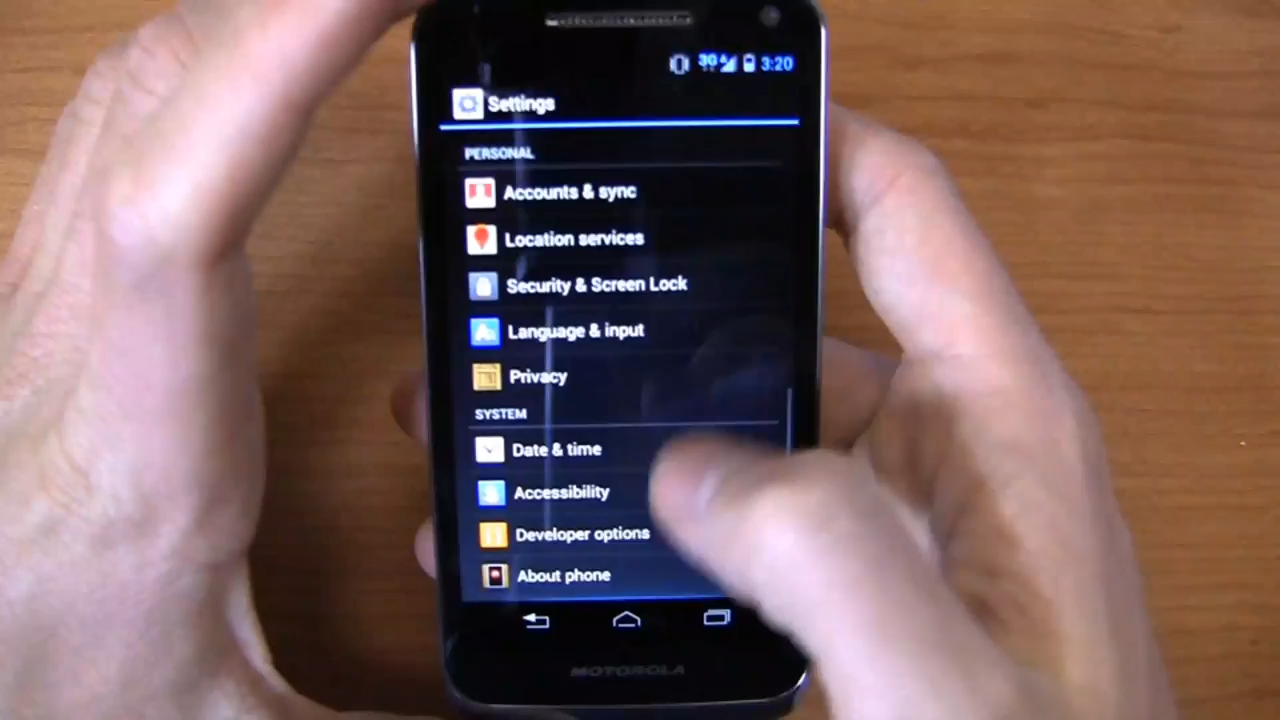 3G 3:20
Settings
PERSONAL
Accounts & sync
Location services
Security & Screen Lock
Language & input
Privacy
SYSTEM
Date & time
Accessibility
Developer options
About phone
MOTOROLA